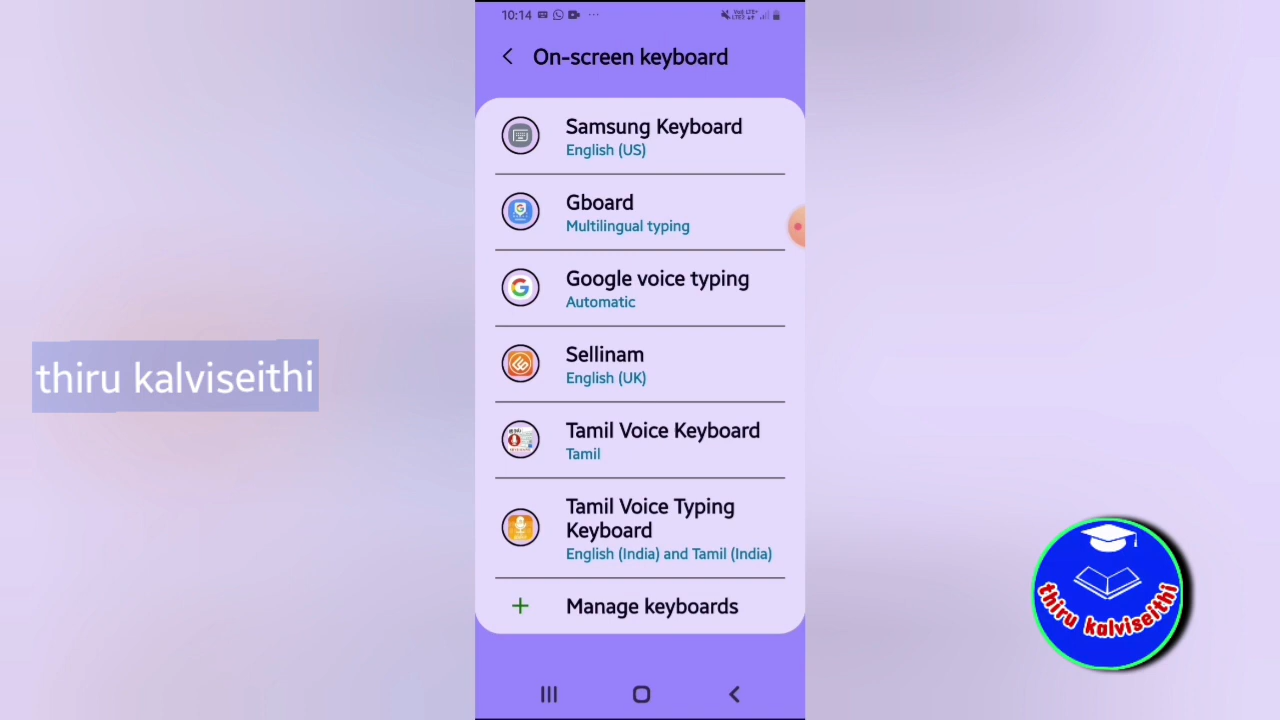 10:14
On-screen keyboard
Samsung Keyboard
English (US)
Gboard
Multilingual typing
Google voice typing
Automatic
Sellinam
English (UK)
Tamil Voice Keyboard
Tamil
Tamil Voice Typing
Keyboard
English (India) and Tamil (India)
Manage keyboards
thiru kalviseithi
thiru kalviseithi